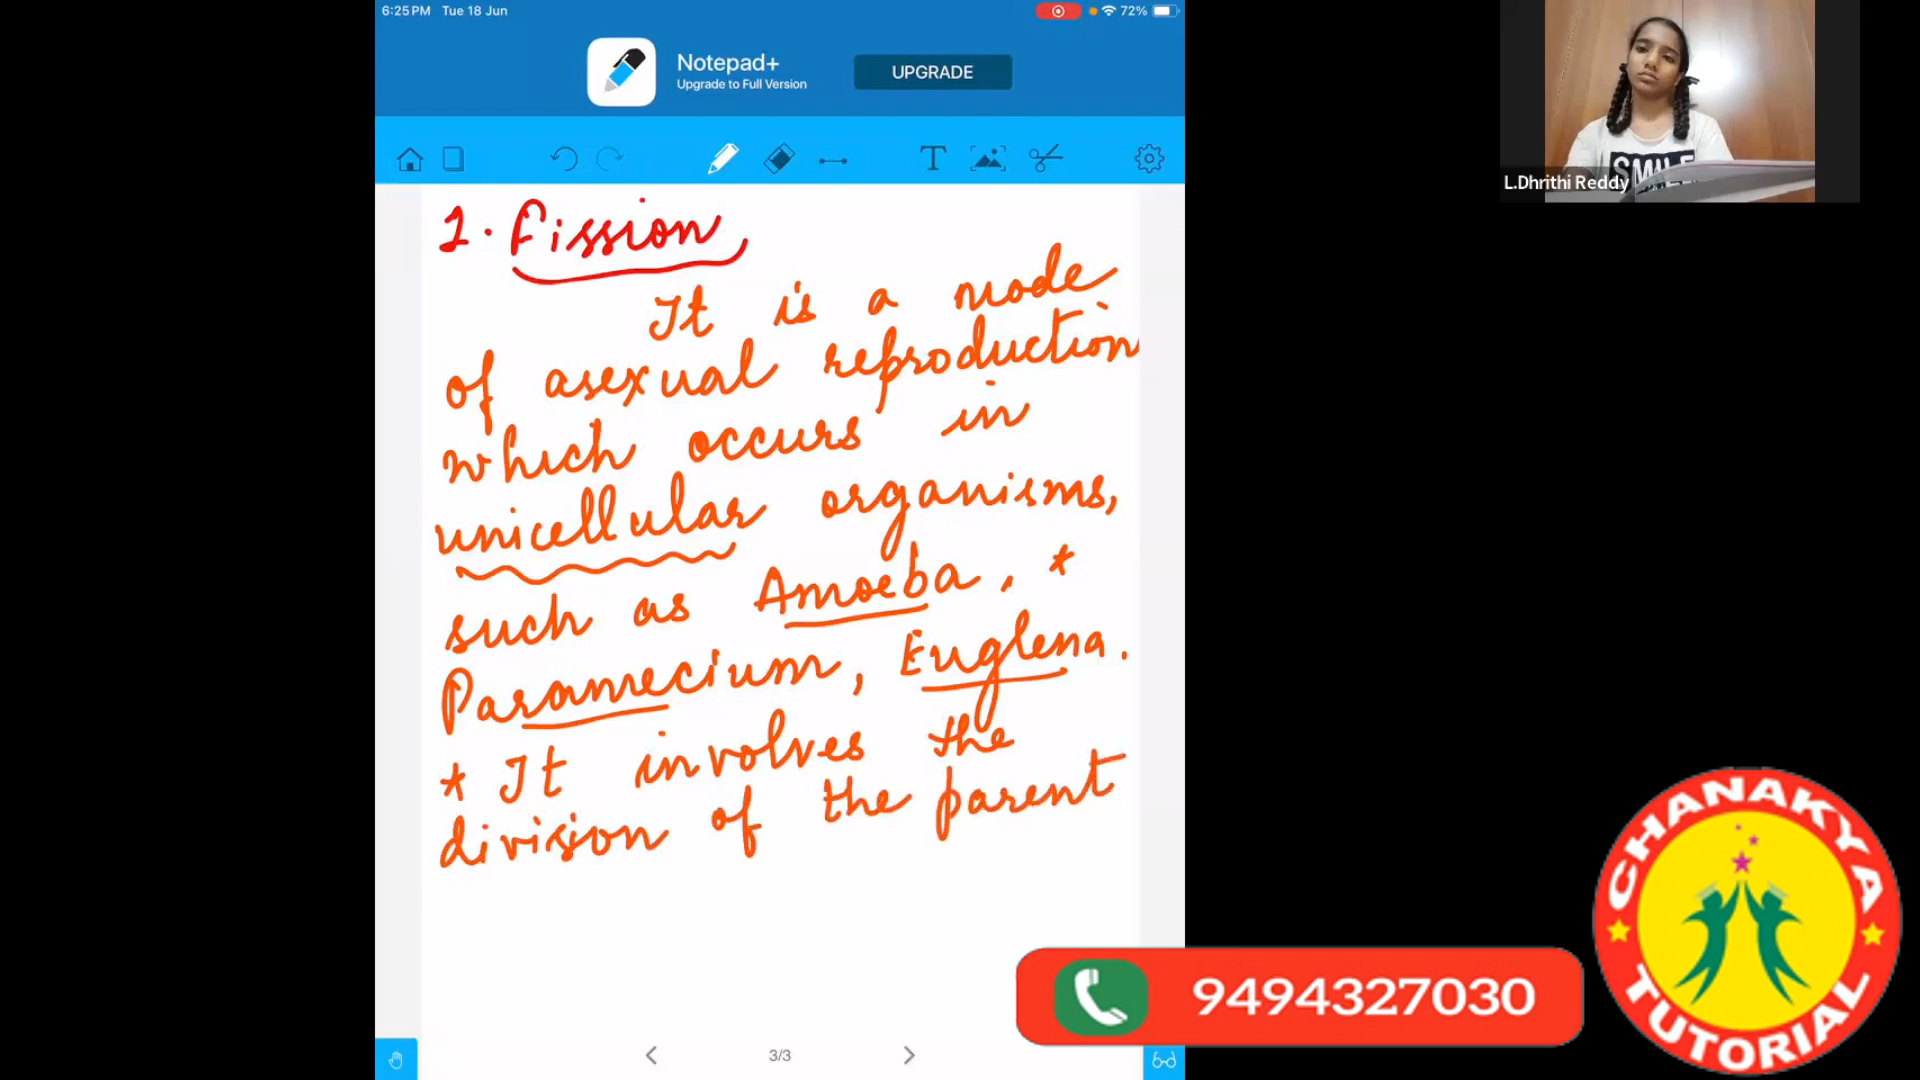 6:25 PM Tue 18 Jun
72%
Notepad+
Upgrade to Full Version
UPGRADE
T
SMILE
L.Dhrithi Reddy
1. Fission
It is a mode
of asexual reproduction
which occurs in
unicellular organisms,
such as Amoeba, *
Paramecium, Euglena.
* It involves the
division of the parent
9494327030
CHANAKYA
TUTORIAL
3/3